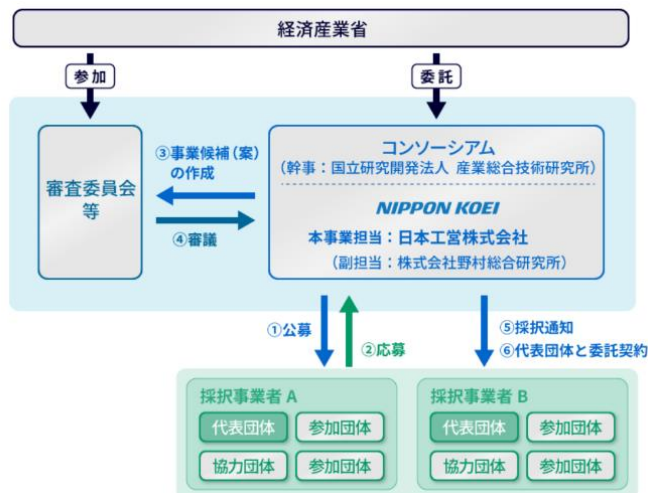 経済産業省
参加
委託
審査委員会
等
③事業候補（案）
の作成
④審議
コンソーシアム
（幹事：国立研究開発法人 産業総合技術研究所）
NIPPON KOEI
本事業担当：日本工営株式会社
（副担当：株式会社野村総合研究所）
①公募
②応募
⑤採択通知
⑥代表団体と委託契約
採択事業者 A
代表団体
参加団体
協力団体
参加団体
採択事業者 B
代表団体
参加団体
協力団体
参加団体